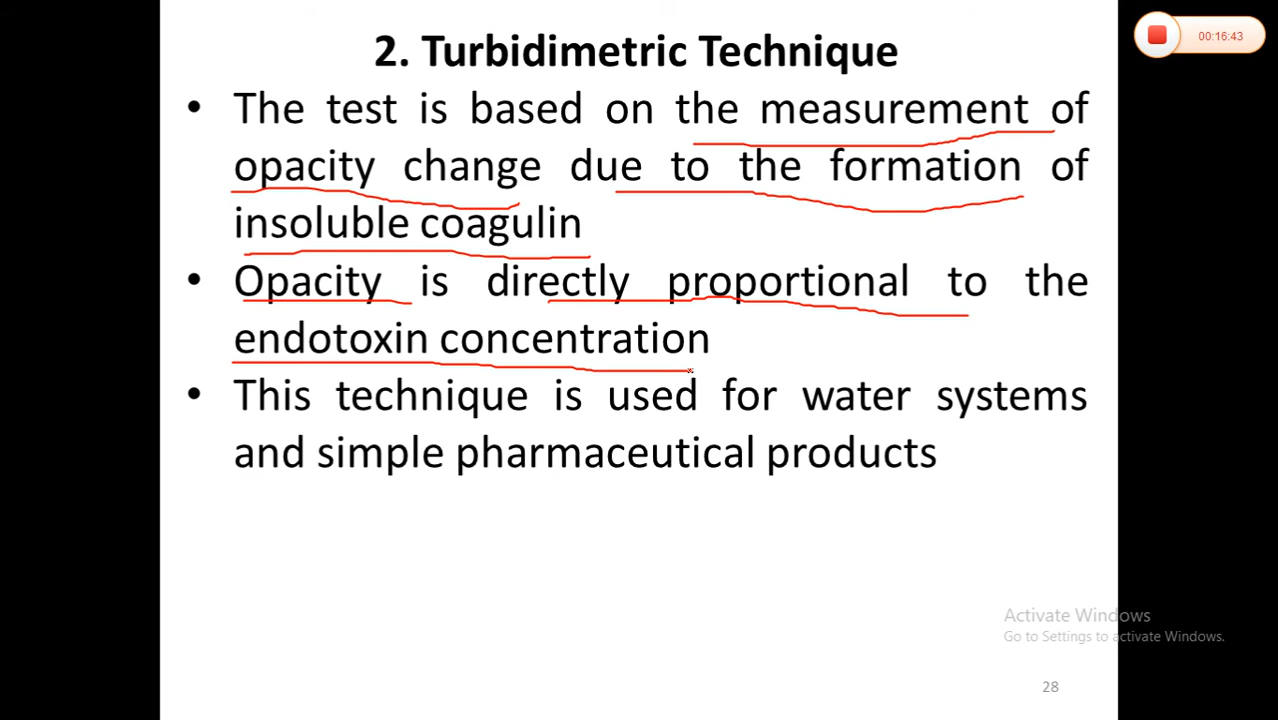 00:16:43
2. Turbidimetric Technique
• The test is based on the measurement of
opacity change due to the formation of
insoluble coagulin
• Opacity is directly proportional to the
endotoxin concentration
• This technique is used for water systems
and simple pharmaceutical products
Activate Windows
Go to Settings to activate Windows.
28